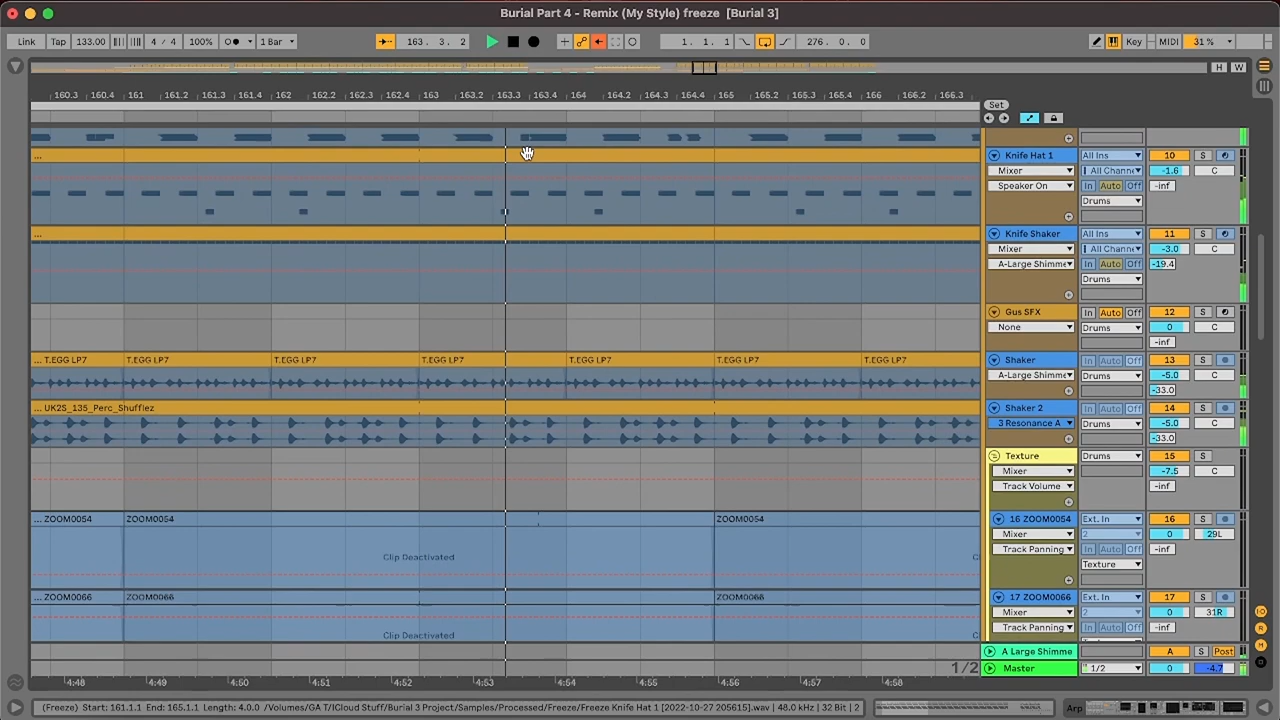 Burial Part 4 - Remix (My Style) freeze [Burial 3]
Link Tap 133.00 4 / 4 100% 1 Bar 163 . 3 . 2 1 . 1 . 1 276 . 0 . 0 Key MIDI 31 %
H W
160.3 160.4 161 161.2 161.3 161.4 162 162.2 162.3 162.4 163 163.2 163.3 163.4 164 164.2 164.3 164.4 165 165.2 165.3 165.4 166 166.2 166.3
Set
... Knife Hat 1 All Ins 10 S
Mixer All Channe -1.6 C
Speaker On In Auto Off -inf
Drums
... Knife Shaker All Ins 11 S
Mixer All Channe -3.0 C
A-Large Shimme In Auto Off -19.4
Drums
Gus SFX In Auto Off 12 S
None Drums 0 C
-inf
... T.EGG LP7 T.EGG LP7 T.EGG LP7 T.EGG LP7 T.EGG LP7 T.EGG LP7 T.EGG LP7 Shaker In Auto Off 13 S
A-Large Shimme Drums -5.0 C
-33.0
... UK2S_135_Perc_Shufflez Shaker 2 In Auto Off 14 S
3 Resonance A Drums -5.0 C
-33.0
Texture Drums 15 S
Mixer -7.5 C
Track Volume -inf
... ZOOM0054 ZOOM0054 ZOOM0054 16 ZOOM0054 Ext. In 16 S
Mixer 2 0 29L
Clip Deactivated Track Panning In Auto Off -inf
Texture
... ZOOM0066 ZOOM0066 ZOOM0066 17 ZOOM0066 Ext. In 17 S
Mixer 2 0 31R
Clip Deactivated Track Panning In Auto Off -inf
A Large Shimme A S Post
1/2 Master 1/2 0 -4.7
4:48 4:49 4:50 4:51 4:52 4:53 4:54 4:55 4:56 4:57 4:58
(Freeze) Start: 161.1.1 End: 165.1.1 Length: 4.0.0 /Volumes/GA T/ICloud Stuff/Burial 3 Project/Samples/Processed/Freeze/Freeze Knife Hat 1 [2022-10-27 205615].wav | 48.0 kHz | 32 Bit | 2 Arp